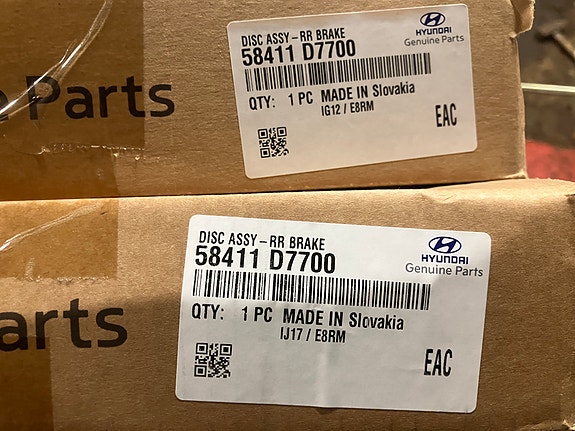 Parts
DISC ASSY-RR BRAKE
58411 D7700
HYUNDAI
Genuine Parts
QTY: 1 PC MADE IN Slovakia
IG12 / E8RM
EAC
arts
DISC ASSY-RR BRAKE
58411 D7700
HYUNDAI
Genuine Parts
QTY: 1 PC MADE IN Slovakia
IJ17 / E8RM
EAC